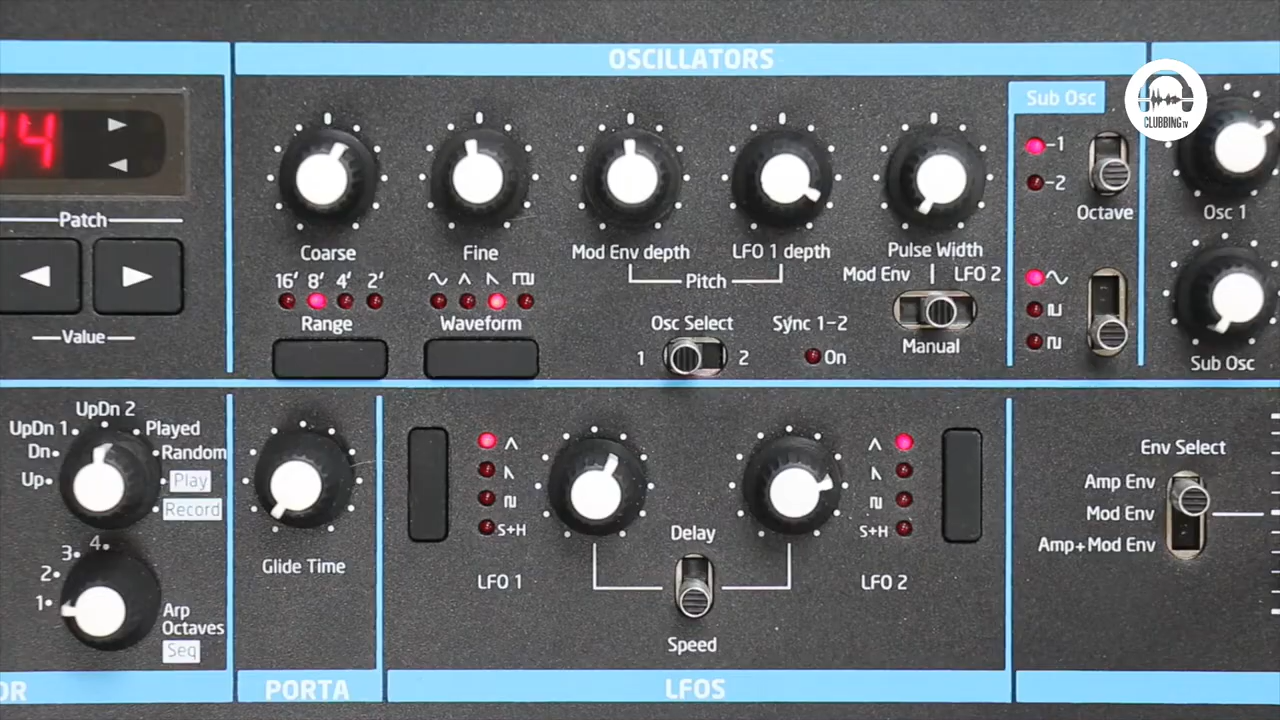 OSCILLATORS
Sub Osc
CLUBBING TV
-1
-2
Octave
Osc 1
Patch
Value
Coarse
Fine
Mod Env depth
LFO 1 depth
Pulse Width
Pitch
Mod Env
LFO 2
16' 8' 4' 2'
Range
Waveform
Osc Select
1
2
Sync 1-2
On
Manual
Sub Osc
UpDn 2
UpDn 1
Played
Dn
Random
Up
Play
Record
4
3
2
1
Arp
Octaves
Seq
Glide Time
S+H
LFO 1
Delay
Speed
S+H
LFO 2
Env Select
Amp Env
Mod Env
Amp+Mod Env
OR
PORTA
LFOS